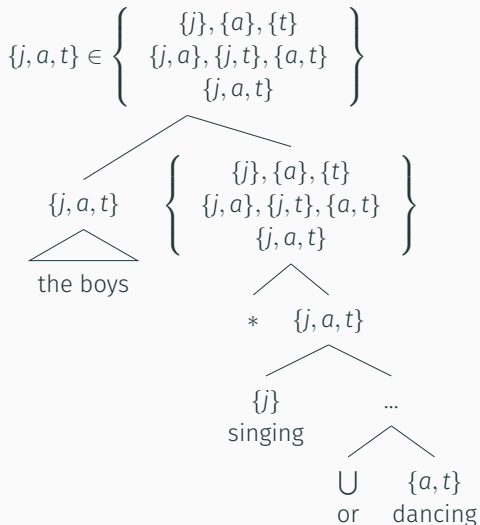 {j, a, t} ∈ { {j}, {a}, {t}
{j, a}, {j, t}, {a, t}
{j, a, t} }
{j, a, t}
the boys
{ {j}, {a}, {t}
{j, a}, {j, t}, {a, t}
{j, a, t} }
* {j, a, t}
{j} ...
singing
⋃ {a, t}
or dancing